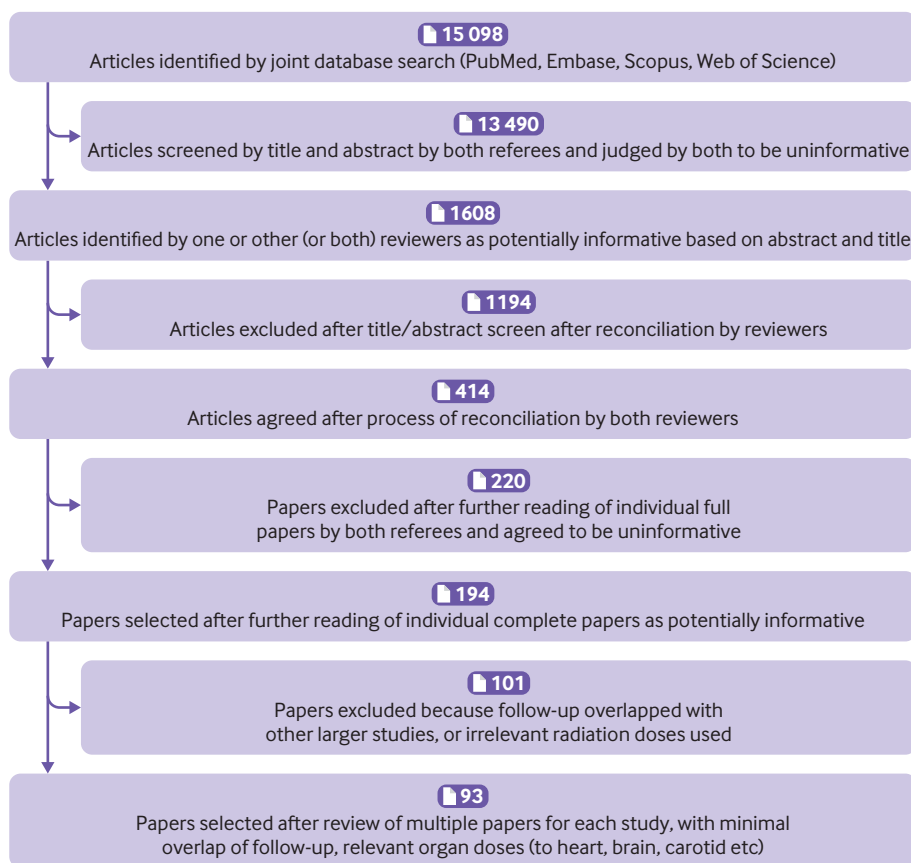 15 098
Articles identified by joint database search (PubMed, Embase, Scopus, Web of Science)
13 490
Articles screened by title and abstract by both referees and judged by both to be uninformative
1608
Articles identified by one or other (or both) reviewers as potentially informative based on abstract and title
1194
Articles excluded after title/abstract screen after reconciliation by reviewers
414
Articles agreed after process of reconciliation by both reviewers
220
Papers excluded after further reading of individual full
papers by both referees and agreed to be uninformative
194
Papers selected after further reading of individual complete papers as potentially informative
101
Papers excluded because follow-up overlapped with
other larger studies, or irrelevant radiation doses used
93
Papers selected after review of multiple papers for each study, with minimal
overlap of follow-up, relevant organ doses (to heart, brain, carotid etc)